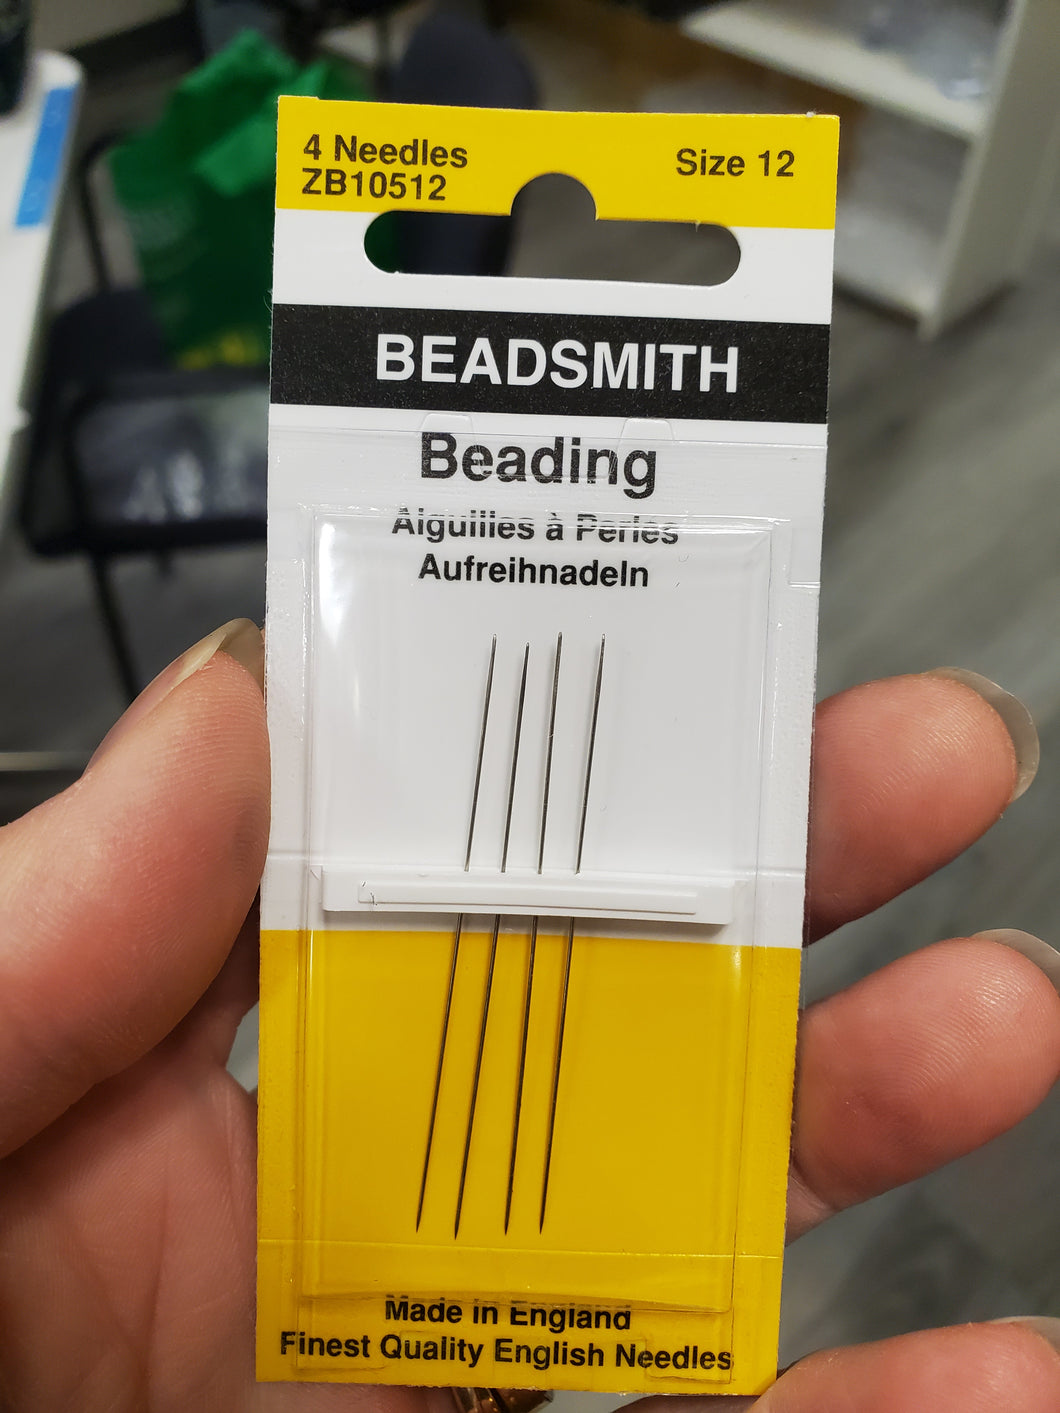 4 Needles
ZB10512
Size 12
BEADSMITH
Beading
Aiguilles à Perles
Aufreihnadeln
Made in England
Finest Quality English Needles